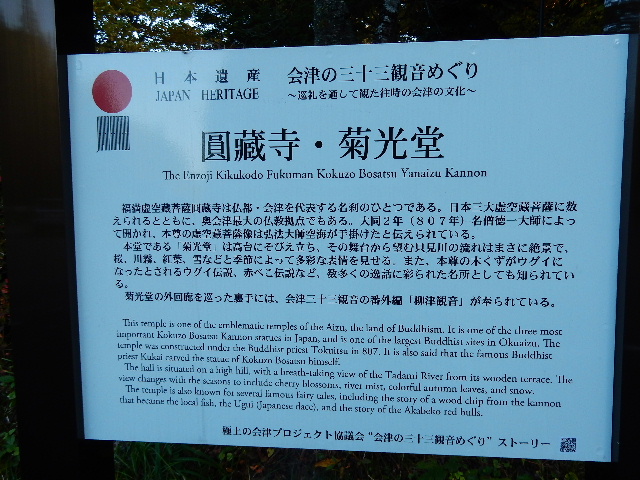 日本遺産 会津の三十三観音めぐり
JAPAN HERITAGE ～巡礼を通して観た往時の会津の文化～
圓藏寺・菊光堂
The Enzoji Kikukodo Fukuman Kokuzo Bosatsu Yanaizu Kannon
福満虚空蔵菩薩圓藏寺は仏都・会津を代表する名刹のひとつである。日本三大虚空蔵菩薩に数
えられるとともに、奥会津最大の仏教拠点でもある。大同２年（８０７年）名僧徳一大師によっ
て開かれ、本尊の虚空蔵菩薩像は弘法大師空海が手掛けたと伝えられている。
本堂である「菊光堂」は高台にそびえ立ち、その舞台から望む只見川の流れはまさに絶景で、
桜、川霧、紅葉、雪などと季節によって多彩な表情を見せる。また、本尊の木くずがウグイに
なったとされるウグイ伝説、赤べこ伝説など、数多くの逸話に彩られた名所としても知られてい
る。
菊光堂の外回廊を巡った裏手には、会津三十三観音の番外編「柳津観音」が奉られている。
This temple is one of the emblematic temples of the Aizu, the land of Buddhism. It is one of the three most
important Kokuzo Bosatsu Kannon statues in Japan, and is one of the largest Buddhist sites in Okuaizu. The
temple was constructed under the Buddhist priest Tokuitsu in 807. It is also said that the famous Buddhist
priest Kukai carved the statue of Kokuzo Bosatsu himself.
The hall is situated on a high hill, with a breath-taking view of the Tadami River from its wooden terrace. The
view changes with the seasons to include cherry blossoms, river mist, colorful autumn leaves, and snow.
The temple is also known for several famous fairy tales, including the story of a wood chip from the kannon
that became the local fish, the Ugui (Japanese dace), and the story of the Akabeko red bulls.
極上の会津プロジェクト協議会“会津の三十三観音めぐり”ストーリー